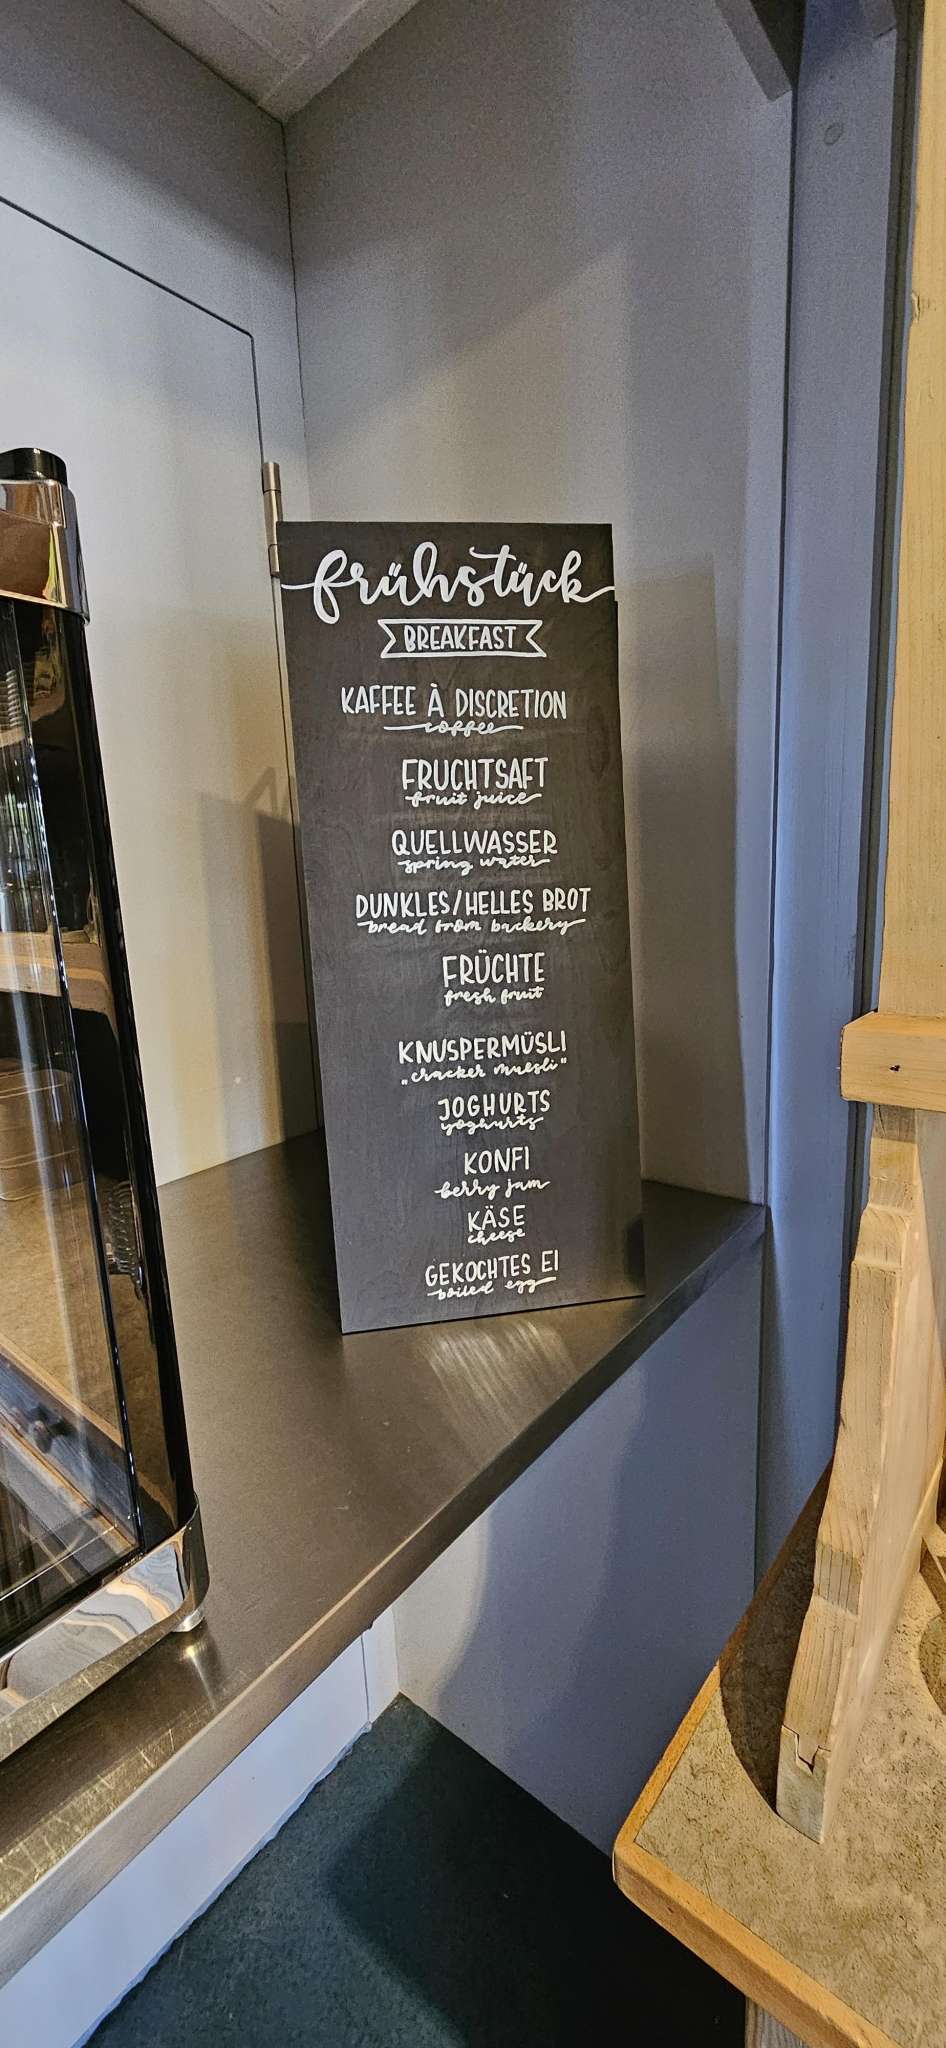 frühstück
BREAKFAST
KAFFEE À DISCRETION
coffee
FRUCHTSAFT
fruit juice
QUELLWASSER
spring water
DUNKLES/HELLES BROT
bread from backery
FRÜCHTE
fresh fruit
KNUSPERMÜSLI
„cracker muesli"
JOGHURTS
yoghurts
KONFI
berry jam
KÄSE
cheese
GEKOCHTES EI
boiled egg